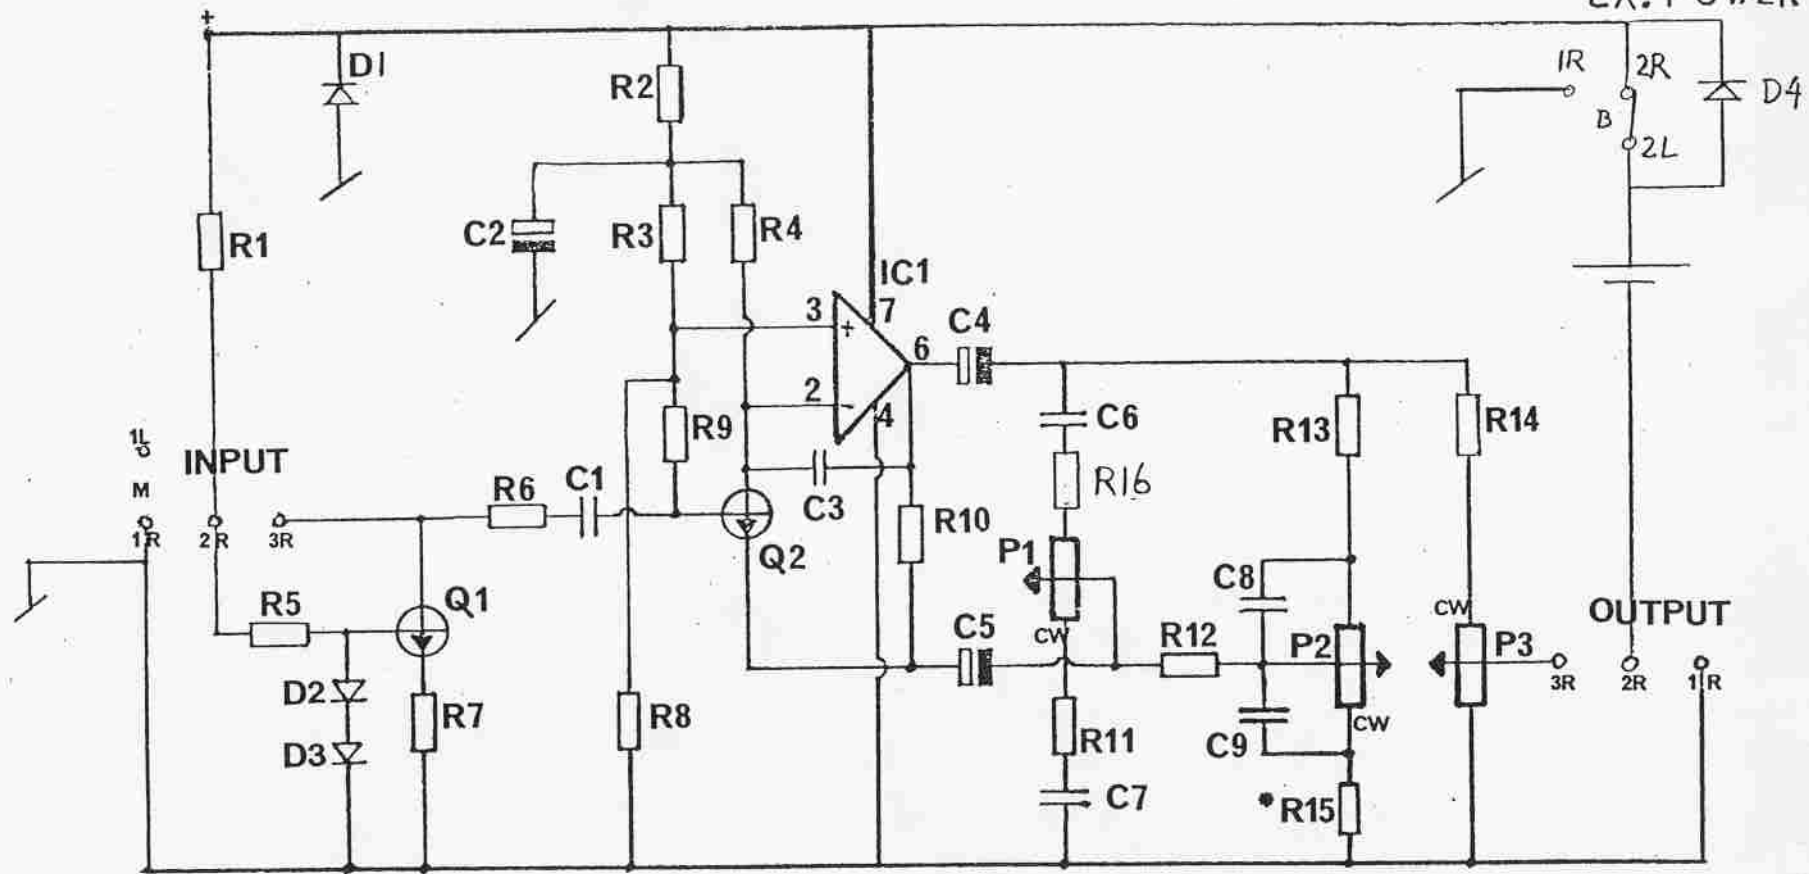 +
D1
R2
1R
2R
D4
B
2L
R1
C2
R3
R4
IC1
3
+
7
C4
6
2
-
4
1L
M
INPUT
R9
C6
R13
R14
R6
C1
C3
R16
R10
1R
2R
3R
Q2
P1
C8
R5
Q1
CW
CW
OUTPUT
C5
R12
P2
P3
3R
2R
1R
D2
R7
R8
R11
C9
CW
D3
C7
*R15